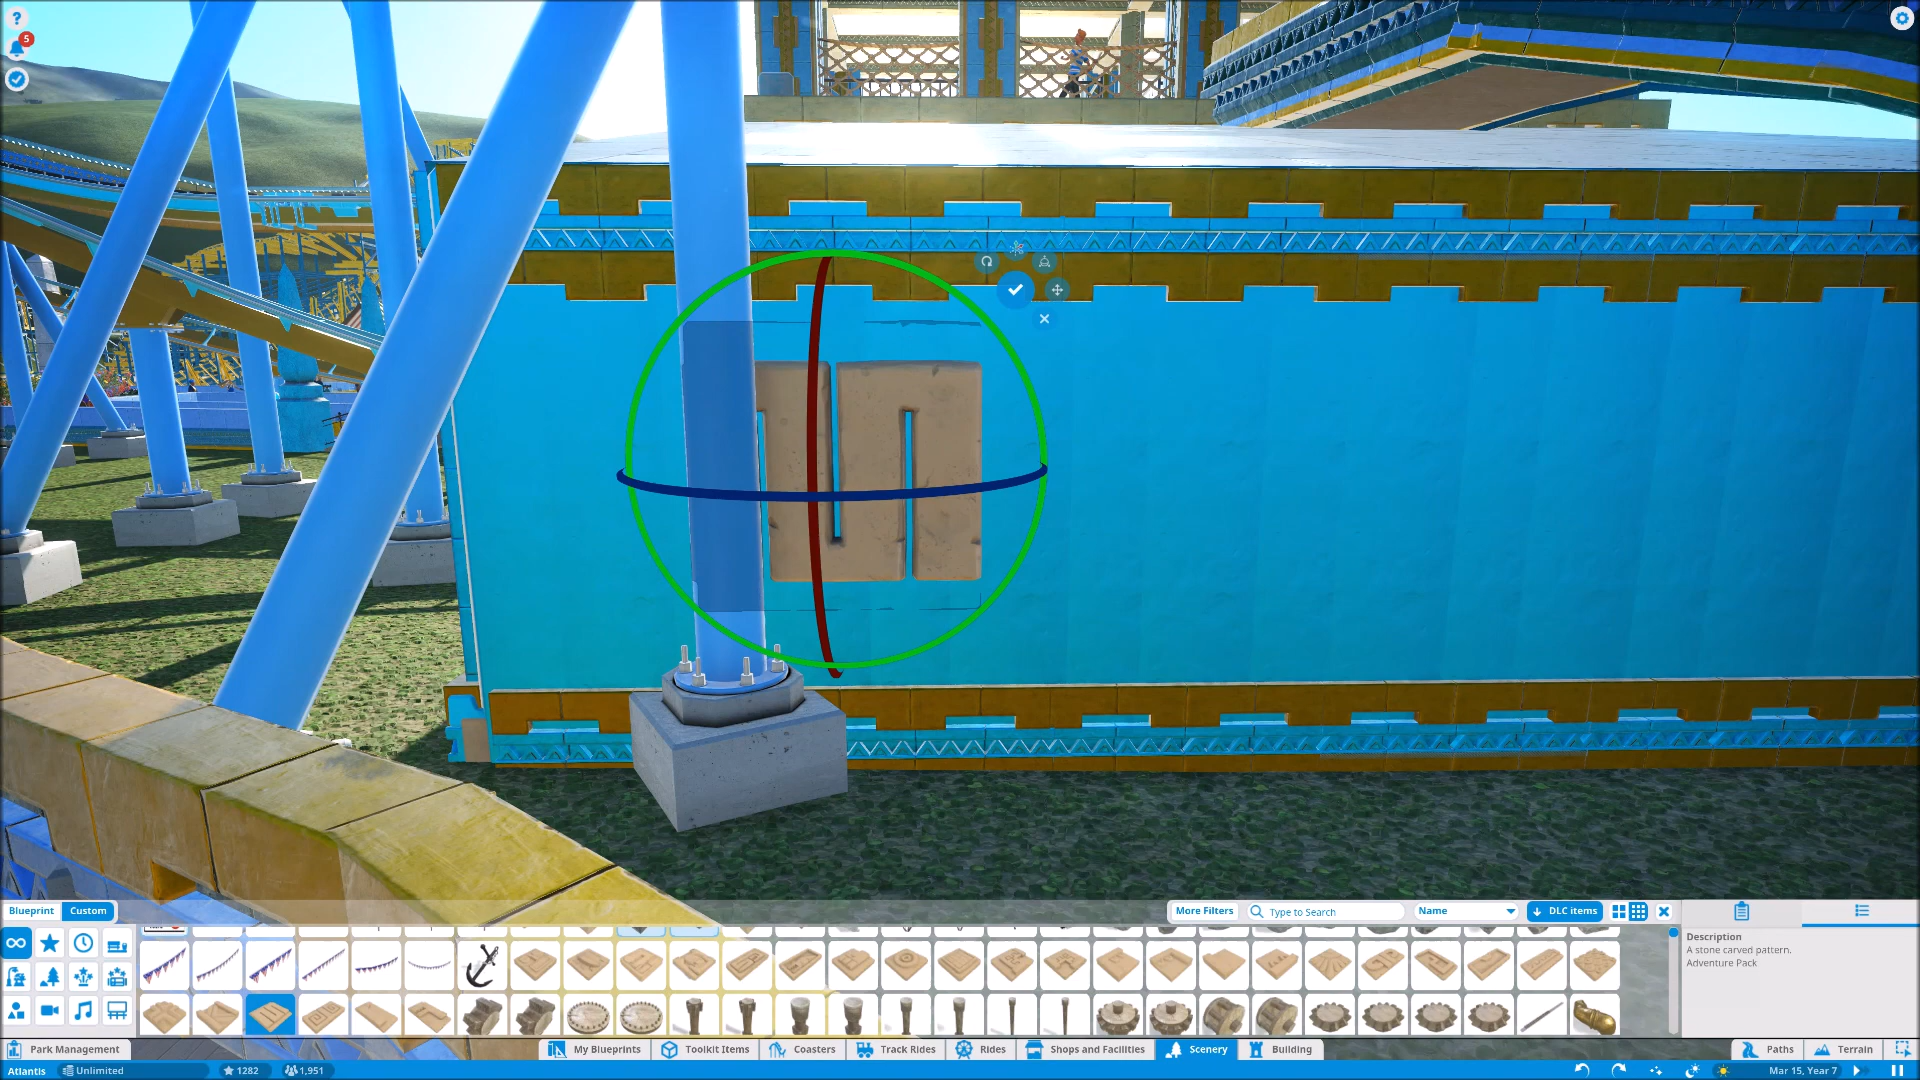 5
Blueprint
Custom
More Filters
Type to Search
Name
DLC items
Description
A stone carved pattern.
Adventure Pack
Park Management
My Blueprints
Toolkit Items
Coasters
Track Rides
Rides
Shops and Facilities
Scenery
Building
Paths
Terrain
Atlantis
Unlimited
1282
1,951
Mar 15, Year 7